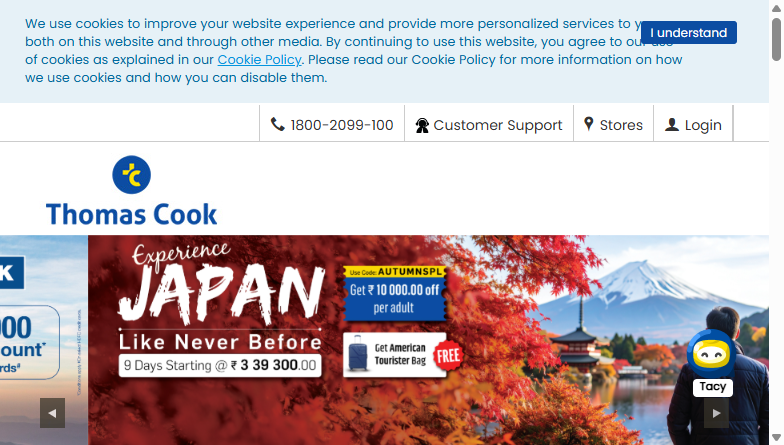 We use cookies to improve your website experience and provide more personalized services to
both on this website and through other media. By continuing to use this website, you agree to our use
of cookies as explained in our Cookie Policy. Please read our Cookie Policy for more information on how
we use cookies and how you can disable them.
I understand
1800-2099-100
Customer Support
Stores
Login
Thomas Cook
Experience
JAPAN
Like Never Before
9 Days Starting @ ₹ 3 39 300.00
Use Code: AUTUMNSPL
Get ₹ 10 000.00 off
per adult
Get American
Tourister Bag
FREE
K
000
ount*
rds#
Tacy